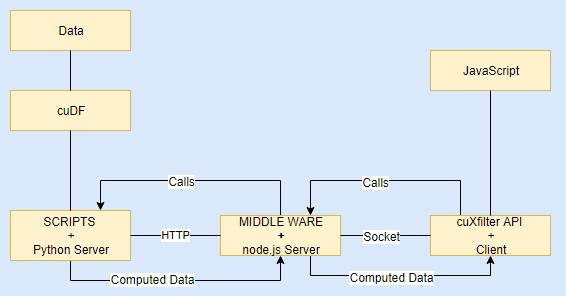 Data
JavaScript
cuDF
Calls
Calls
SCRIPTS
+
Python Server
HTTP
MIDDLE WARE
+
node.js Server
Socket
cuXfilter API
+
Client
Computed Data
Computed Data